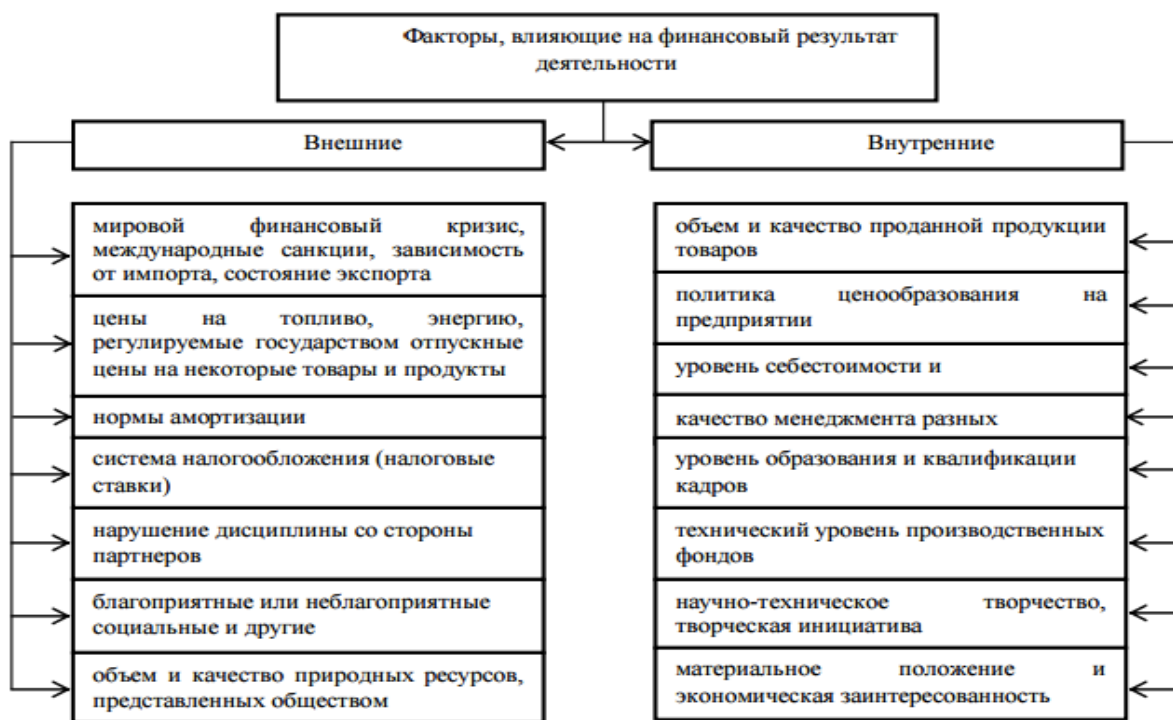 Факторы, влияющие на финансовый результат
деятельности
Внешние
мировой финансовый кризис,
международные санкции, зависимость
от импорта, состояние экспорта
цены на топливо, энергию,
регулируемые государством отпускные
цены на некоторые товары и продукты
нормы амортизации
система налогообложения (налоговые
ставки)
нарушение дисциплины со стороны
партнеров
благоприятные или неблагоприятные
социальные и другие
объем и качество природных ресурсов,
представленных обществом
Внутренние
объем и качество проданной продукции
товаров
политика ценообразования на
предприятии
уровень себестоимости и
качество менеджмента разных
уровень образования и квалификации
кадров
технический уровень производственных
фондов
научно-техническое творчество,
творческая инициатива
материальное положение и
экономическая заинтересованность